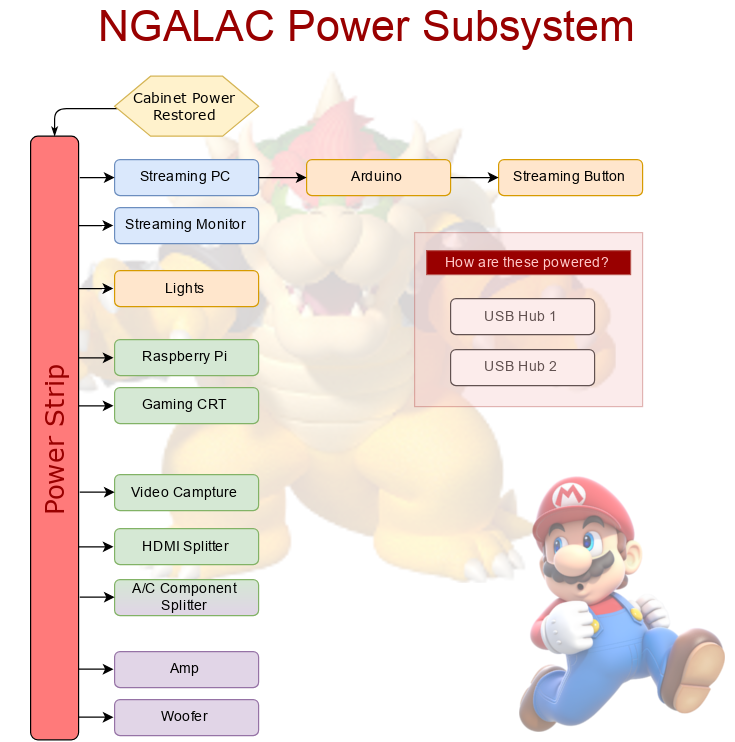 NGALAC Power Subsystem
Cabinet Power
Restored
Power Strip
Streaming PC
Arduino
Streaming Button
Streaming Monitor
How are these powered?
Lights
USB Hub 1
USB Hub 2
Raspberry Pi
Gaming CRT
Video Campture
HDMI Splitter
A/C Component
Splitter
Amp
Woofer
M